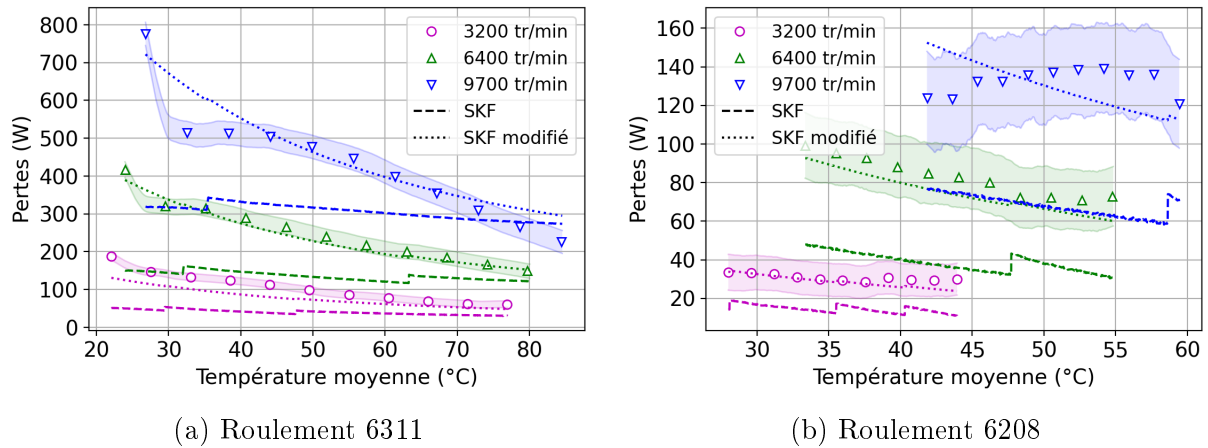 800
700
600
500
400
300
200
100
0
Pertes (W)
20 30 40 50 60 70 80
Température moyenne (°C)
3200 tr/min
6400 tr/min
9700 tr/min
SKF
SKF modifié
(a) Roulement 6311
160
140
120
100
80
60
40
20
Pertes (W)
30 35 40 45 50 55 60
Température moyenne (°C)
3200 tr/min
6400 tr/min
9700 tr/min
SKF
SKF modifié
(b) Roulement 6208